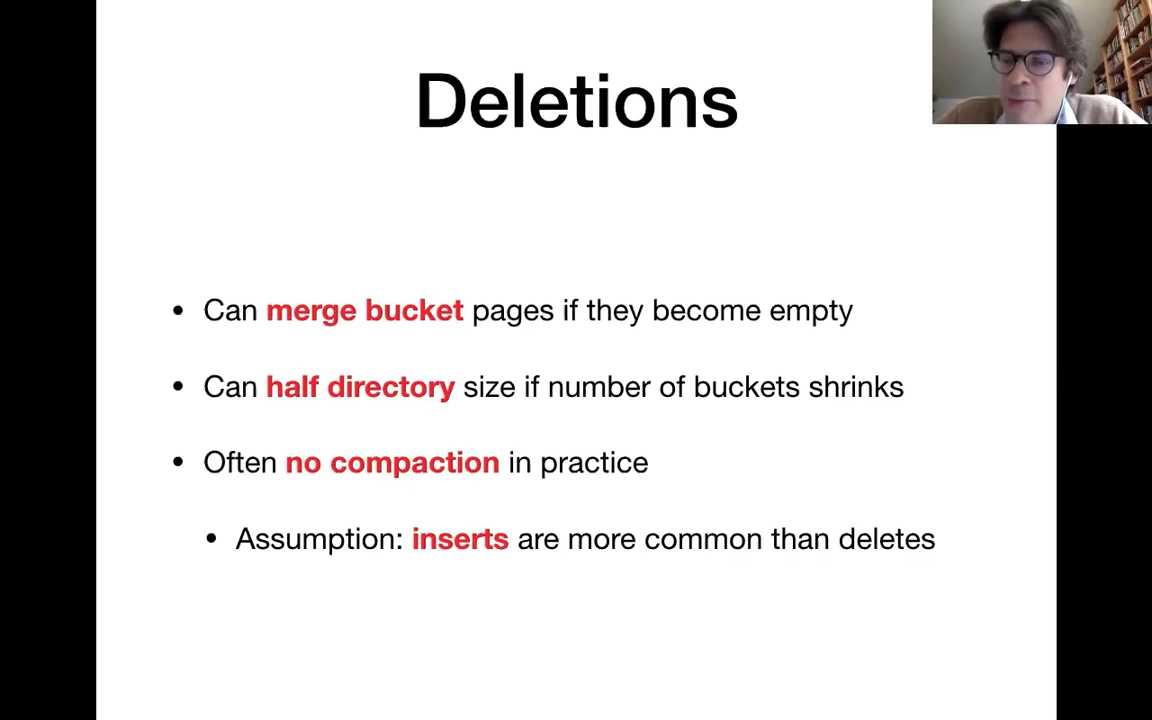 Deletions
• Can merge bucket pages if they become empty
• Can half directory size if number of buckets shrinks
• Often no compaction in practice
• Assumption: inserts are more common than deletes